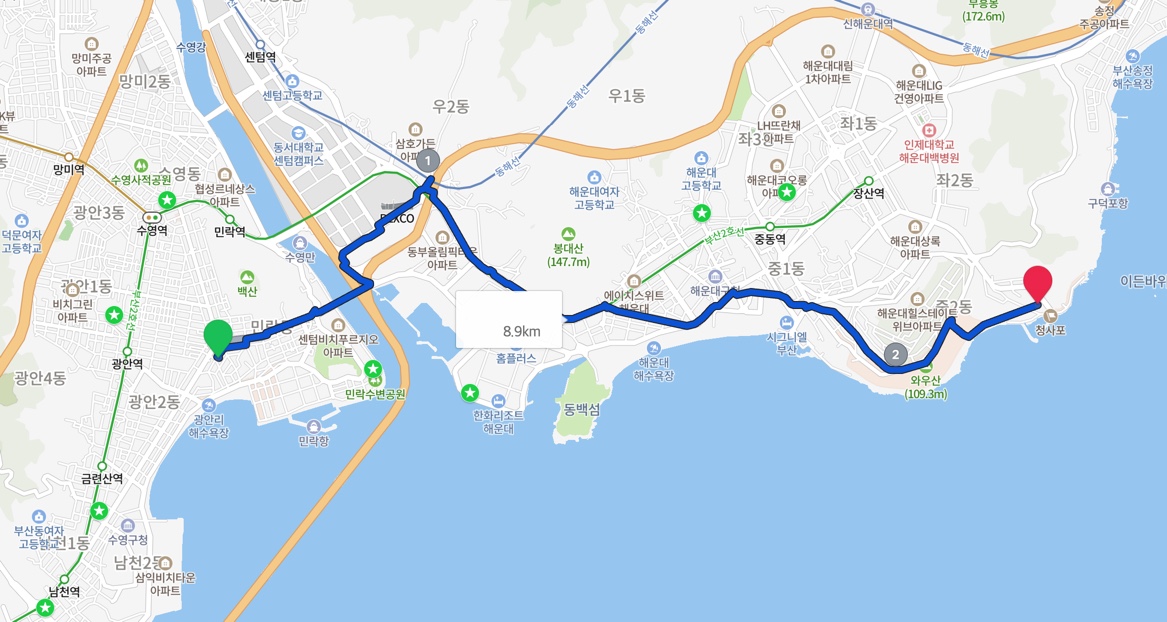 송정
주공아파트
부흥봉
(172.6m)
신해운대역
동해선
부산송정
해수욕장
수영강
센텀역
망미주공
아파트
망미2동
센텀고등학교
우2동
동해선
동해선
우1동
해운대대림
1차아파트
해운대LIG
건영아파트
동서대학교
센텀캠퍼스
삼호가든
1
동해선
LH뜨란채
아파트
좌1동
인제대학교
해운대백병원
망미역
수영사적공원
수영동
협성르네상스
아파트
해운대
고등학교
해운대코오롱
좌2동
장산역
구덕포항
광안3동
해운대여자
고등학교
덕문여자
고등학교
수영역
민락역
BEXCO
부산2호선
중동역
수영만
동부올림픽타운
아파트
봉대산
(147.7m)
해운대상록
아파트
중1동
이든바위
백산
비치그린
아파트
부산2호선
에이치스위트
해운대
해운대구청
중2동
해운대힐스테이트
위브아파트
청사포
8.9km
홈플러스
센텀비치푸르지오
아파트
시그니엘
부산
해운대
해수욕장
2
와우산
(109.3m)
광안역
광안4동
광안2동
민락수변공원
광안리
해수욕장
민락항
한화리조트
해운대
동백섬
금련산역
부산동여자
고등학교
수영구청
남천2동
삼익비치타운
아파트
남천역